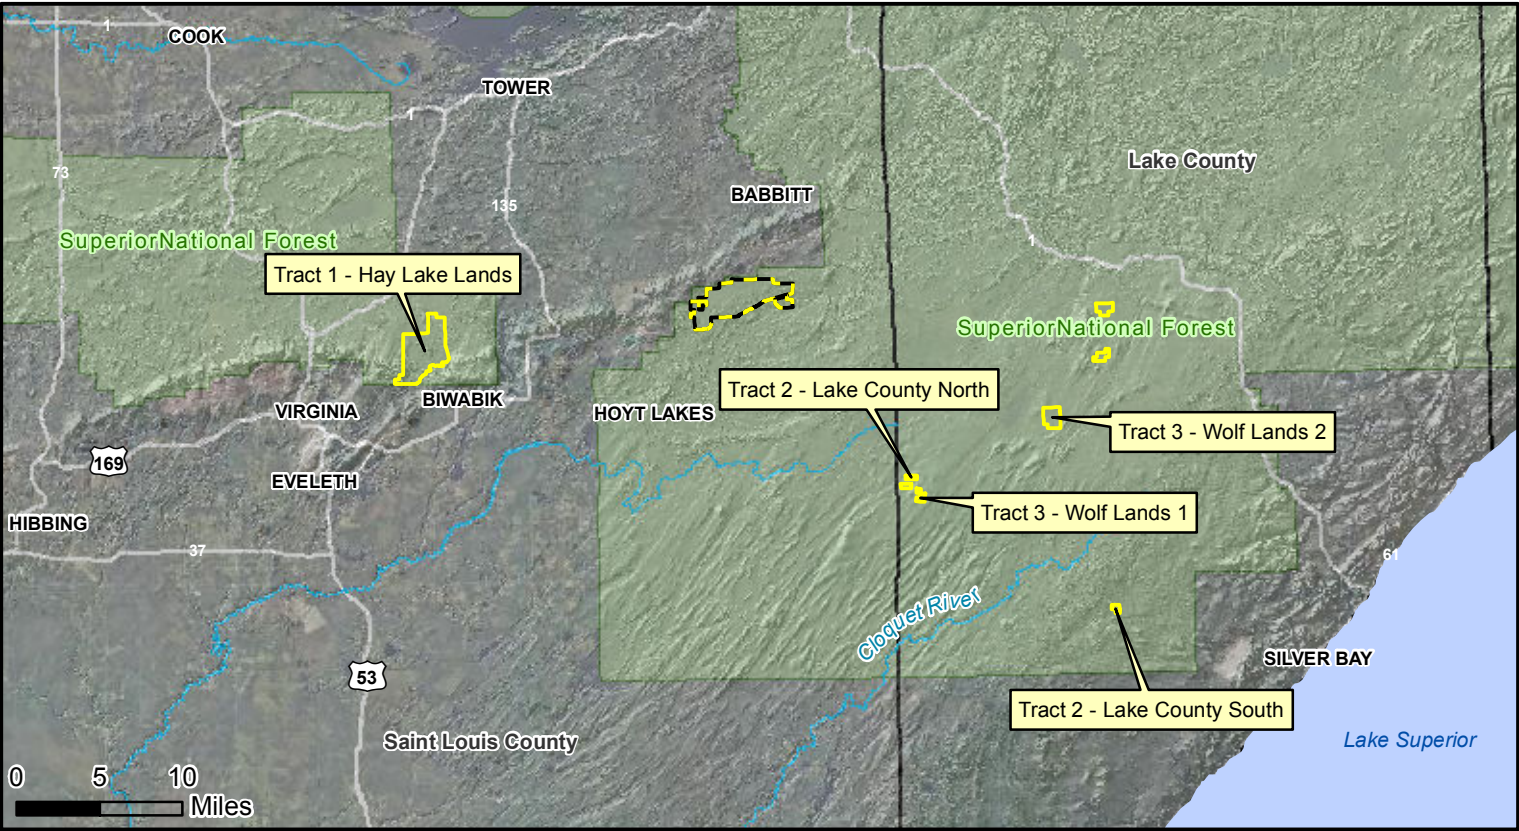 1
COOK
TOWER
1
Lake County
73
BABBITT
135
SuperiorNational Forest
1
Tract 1 - Hay Lake Lands
SuperiorNational Forest
Tract 2 - Lake County North
BIWABIK
VIRGINIA
HOYT LAKES
Tract 3 - Wolf Lands 2
169
EVELETH
Tract 3 - Wolf Lands 1
HIBBING
37
61
Cloquet River
SILVER BAY
53
Tract 2 - Lake County South
Saint Louis County
Lake Superior
0 5 10
Miles